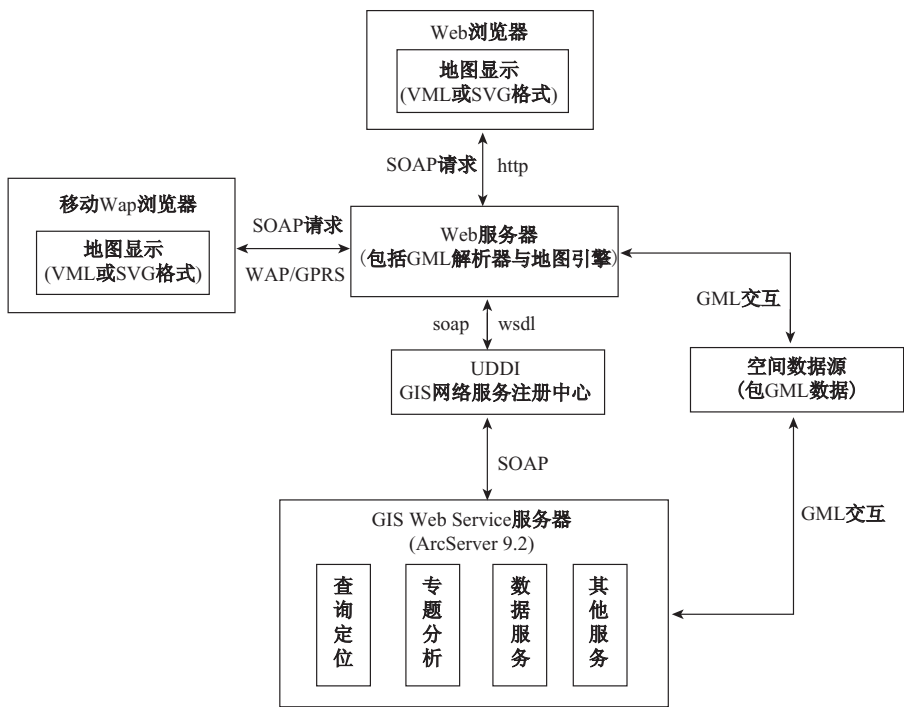 Web浏览器
地图显示
(VML或SVG格式)
SOAP请求 http
移动Wap浏览器
地图显示
(VML或SVG格式)
SOAP请求
WAP/GPRS
Web服务器
(包括GML解析器与地图引擎)
GML交互
soap wsdl
UDDI
GIS网络服务注册中心
空间数据源
(包GML数据)
SOAP
GML交互
GIS Web Service服务器
(ArcServer 9.2)
查询定位
专题分析
数据服务
其他服务